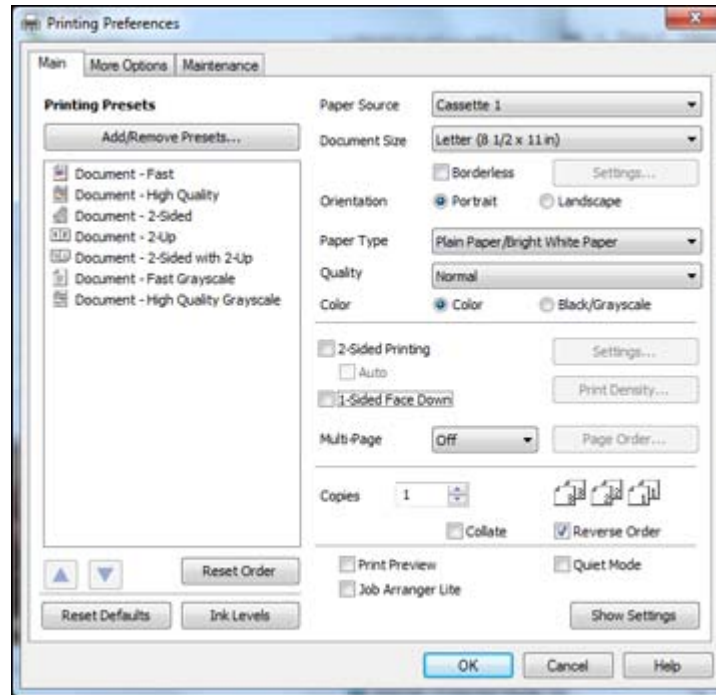 Printing Preferences
Main More Options Maintenance
Printing Presets
Add/Remove Presets...
Document - Fast
Document - High Quality
Document - 2-Sided
Document - 2-Up
Document - 2-Sided with 2-Up
Document - Fast Grayscale
Document - High Quality Grayscale
Reset Order
Reset Defaults Ink Levels
Paper Source Cassette 1
Document Size Letter (8 1/2 x 11 in)
Borderless Settings...
Orientation Portrait Landscape
Paper Type Plain Paper/Bright White Paper
Quality Normal
Color Color Black/Grayscale
2-Sided Printing Settings...
Auto
1-Sided Face Down Print Density...
Multi-Page Off Page Order...
Copies 1
Collate Reverse Order
Print Preview Quiet Mode
Job Arranger Lite
Show Settings
OK Cancel Help